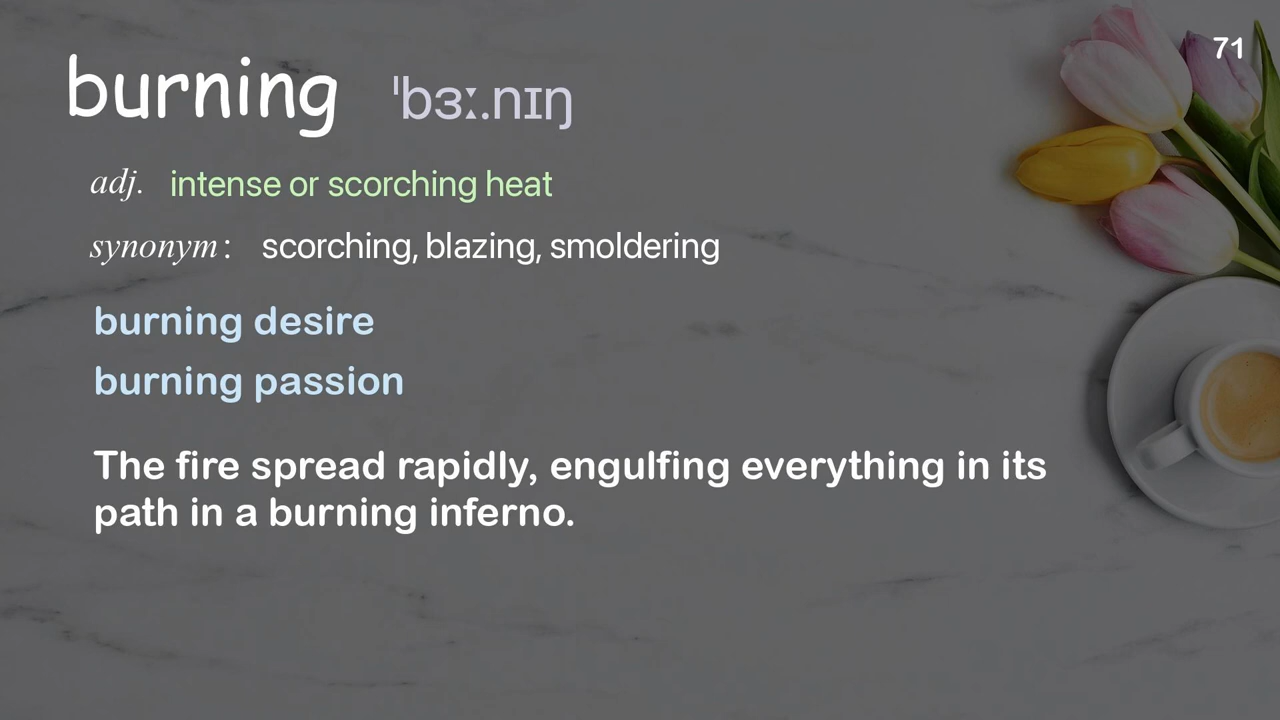 71
burning ˈbɜː.nɪŋ
adj. intense or scorching heat
synonym: scorching, blazing, smoldering
burning desire
burning passion
The fire spread rapidly, engulfing everything in its
path in a burning inferno.